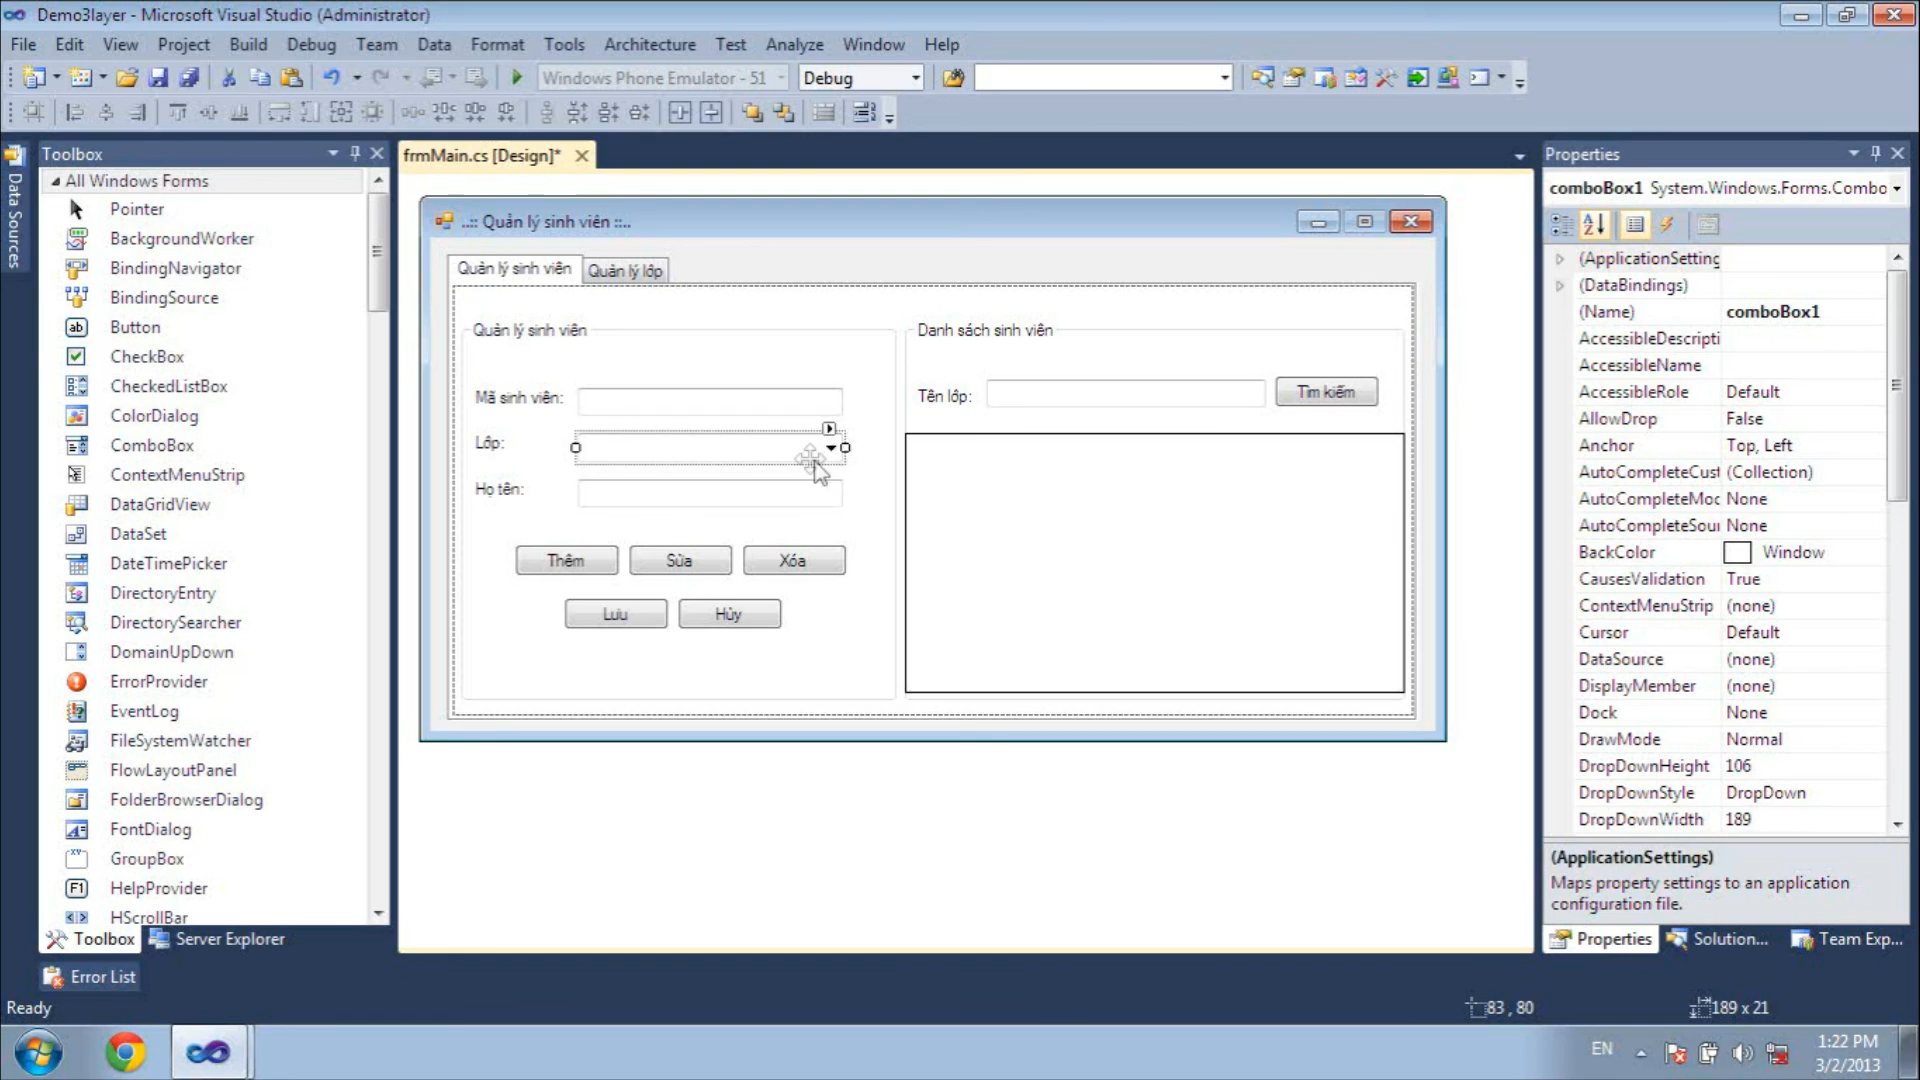 Demo3layer - Microsoft Visual Studio (Administrator)
File Edit View Project Build Debug Team Data Format Tools Architecture Test Analyze Window Help
Windows Phone Emulator - 51 Debug
Data Sources
Toolbox
All Windows Forms
Pointer
BackgroundWorker
BindingNavigator
BindingSource
Button
CheckBox
CheckedListBox
ColorDialog
ComboBox
ContextMenuStrip
DataGridView
DataSet
DateTimePicker
DirectoryEntry
DirectorySearcher
DomainUpDown
ErrorProvider
EventLog
FileSystemWatcher
FlowLayoutPanel
FolderBrowserDialog
FontDialog
GroupBox
HelpProvider
HScrollBar
Toolbox Server Explorer
Error List
Ready
frmMain.cs [Design]*
..:: Quản lý sinh viên ::..
Quản lý sinh viên Quản lý lớp
Quản lý sinh viên
Mã sinh viên:
Lớp:
Họ tên:
Thêm Sửa Xóa
Lưu Hủy
Danh sách sinh viên
Tên lớp: Tìm kiếm
Properties
comboBox1 System.Windows.Forms.Combo
(ApplicationSetting
(DataBindings)
(Name) comboBox1
AccessibleDescripti
AccessibleName
AccessibleRole Default
AllowDrop False
Anchor Top, Left
AutoCompleteCust (Collection)
AutoCompleteMoc None
AutoCompleteSou None
BackColor Window
CausesValidation True
ContextMenuStrip (none)
Cursor Default
DataSource (none)
DisplayMember (none)
Dock None
DrawMode Normal
DropDownHeight 106
DropDownStyle DropDown
DropDownWidth 189
(ApplicationSettings)
Maps property settings to an application
configuration file.
Properties Solution... Team Exp...
83 , 80 189 x 21
EN
1:22 PM
3/2/2013